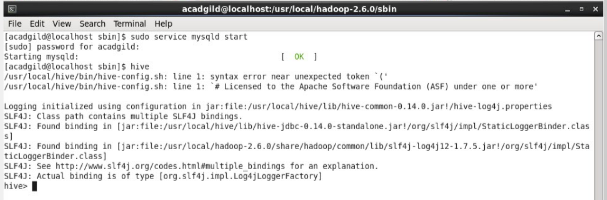 acadgild@localhost:/usr/local/hadoop-2.6.0/sbin
File Edit View Search Terminal Help
[acadgild@localhost sbin]$ sudo service mysqld start
[sudo] password for acadgild:
Starting mysqld: [ OK ]
[acadgild@localhost sbin]$ hive
/usr/local/hive/bin/hive-config.sh: line 1: syntax error near unexpected token `('
/usr/local/hive/bin/hive-config.sh: line 1: `# Licensed to the Apache Software Foundation (ASF) under one or more'
Logging initialized using configuration in jar:file:/usr/local/hive/lib/hive-common-0.14.0.jar!/hive-log4j.properties
SLF4J: Class path contains multiple SLF4J bindings.
SLF4J: Found binding in [jar:file:/usr/local/hive/lib/hive-jdbc-0.14.0-standalone.jar!/org/slf4j/impl/StaticLoggerBinder.clas
s]
SLF4J: Found binding in [jar:file:/usr/local/hadoop-2.6.0/share/hadoop/common/lib/slf4j-log4j12-1.7.5.jar!/org/slf4j/impl/Sta
ticLoggerBinder.class]
SLF4J: See http://www.slf4j.org/codes.html#multiple_bindings for an explanation.
SLF4J: Actual binding is of type [org.slf4j.impl.Log4jLoggerFactory]
hive>